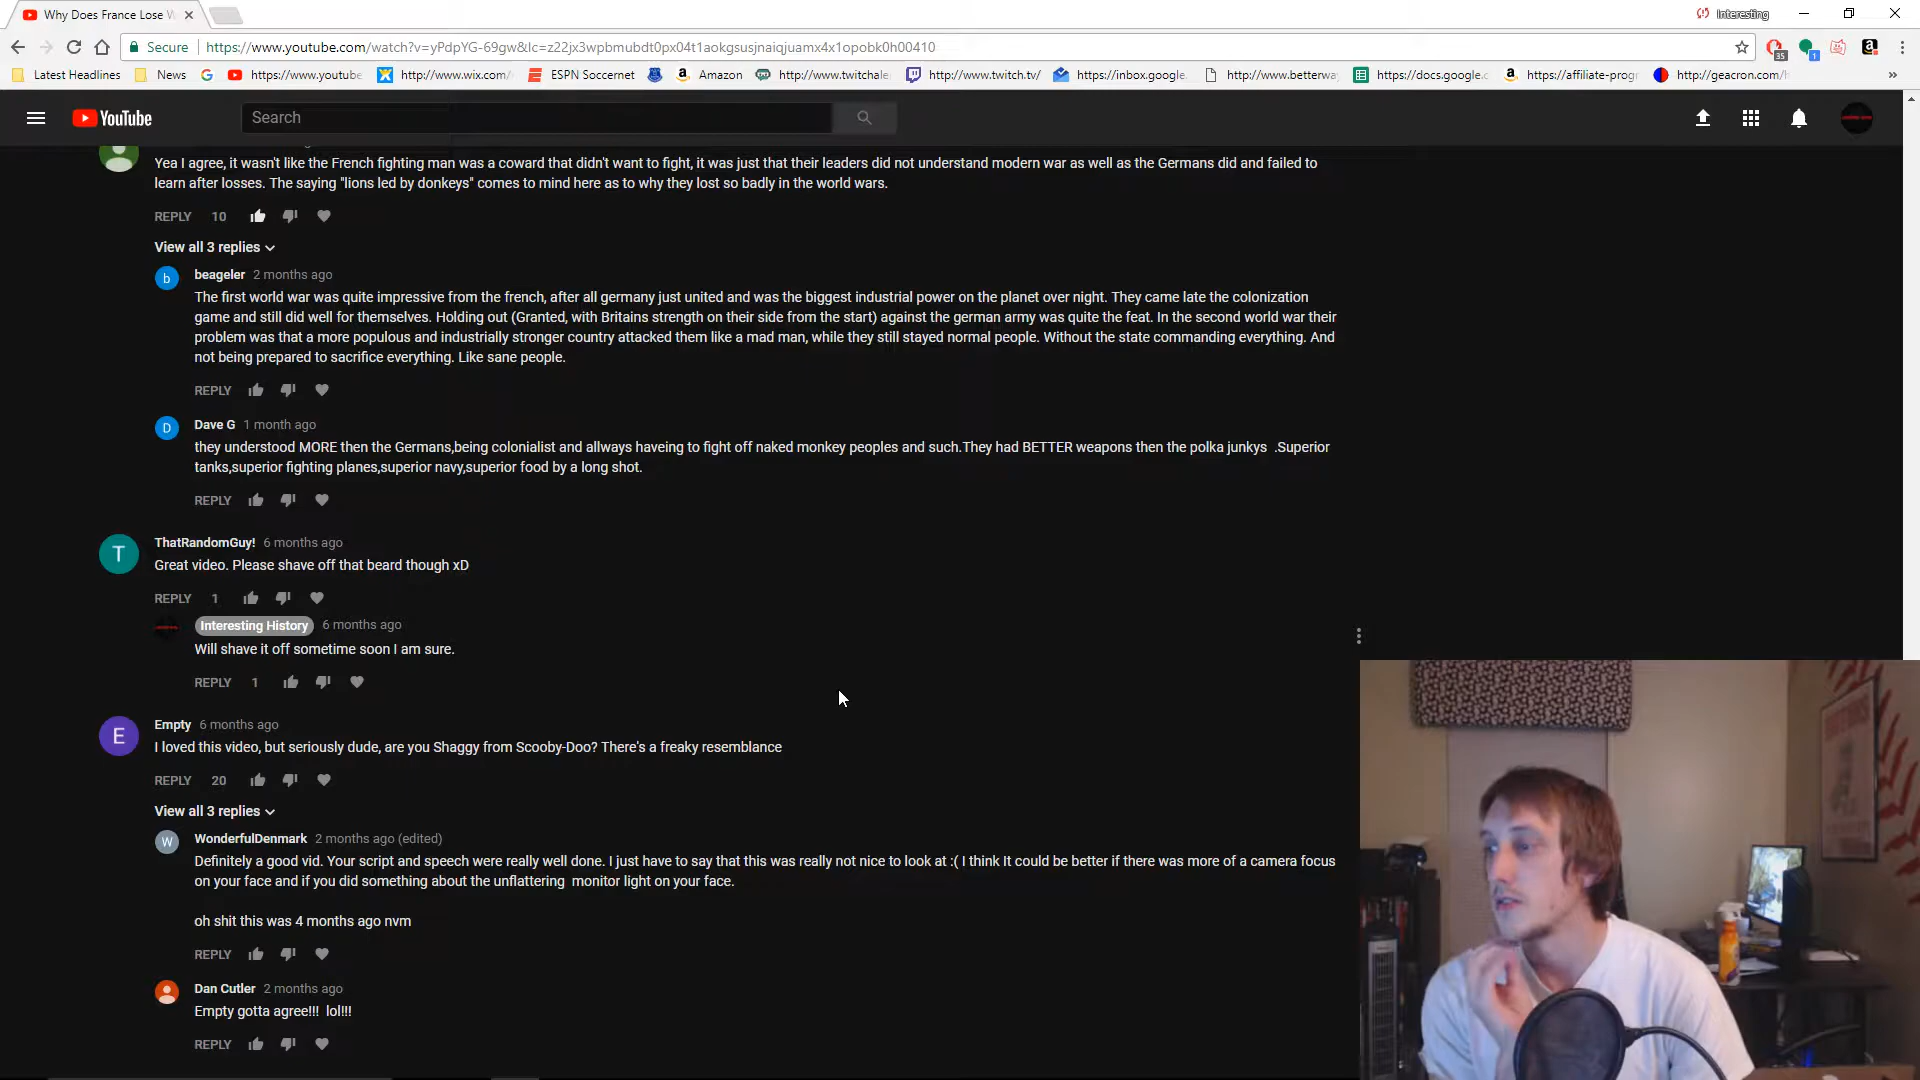 Why Does France Lose W
Interesting
Secure
https://www.youtube.com/watch?v=yPdpYG-69gw&lc=z22jx3wpbmubdt0px04t1aokgsusjnaiqjuamx4x1opobk0h00410
35
1
Latest Headlines
News
https://www.youtube
http://www.wix.com/
ESPN Soccernet
Amazon
http://www.twitchale
http://www.twitch.tv/
https://inbox.google.
http://www.betterwa
https://docs.google.c
https://affiliate-prog
http://geacron.com/h
YouTube
Search
Yea I agree, it wasn't like the French fighting man was a coward that didn't want to fight, it was just that their leaders did not understand modern war as well as the Germans did and failed to
learn after losses. The saying "lions led by donkeys" comes to mind here as to why they lost so badly in the world wars.
REPLY 10
View all 3 replies
b
beageler 2 months ago
The first world war was quite impressive from the french, after all germany just united and was the biggest industrial power on the planet over night. They came late the colonization
game and still did well for themselves. Holding out (Granted, with Britains strength on their side from the start) against the german army was quite the feat. In the second world war their
problem was that a more populous and industrially stronger country attacked them like a mad man, while they still stayed normal people. Without the state commanding everything. And
not being prepared to sacrifice everything. Like sane people.
REPLY
D
Dave G 1 month ago
they understood MORE then the Germans,being colonialist and allways haveing to fight off naked monkey peoples and such.They had BETTER weapons then the polka junkys .Superior
tanks,superior fighting planes,superior navy,superior food by a long shot.
REPLY
T
ThatRandomGuy! 6 months ago
Great video. Please shave off that beard though xD
REPLY 1
Interesting History 6 months ago
Will shave it off sometime soon I am sure.
REPLY 1
E
Empty 6 months ago
I loved this video, but seriously dude, are you Shaggy from Scooby-Doo? There's a freaky resemblance
REPLY 20
View all 3 replies
W
WonderfulDenmark 2 months ago (edited)
Definitely a good vid. Your script and speech were really well done. I just have to say that this was really not nice to look at :( I think It could be better if there was more of a camera focus
on your face and if you did something about the unflattering monitor light on your face.
oh shit this was 4 months ago nvm
REPLY
Dan Cutler 2 months ago
Empty gotta agree!!! lol!!!
REPLY